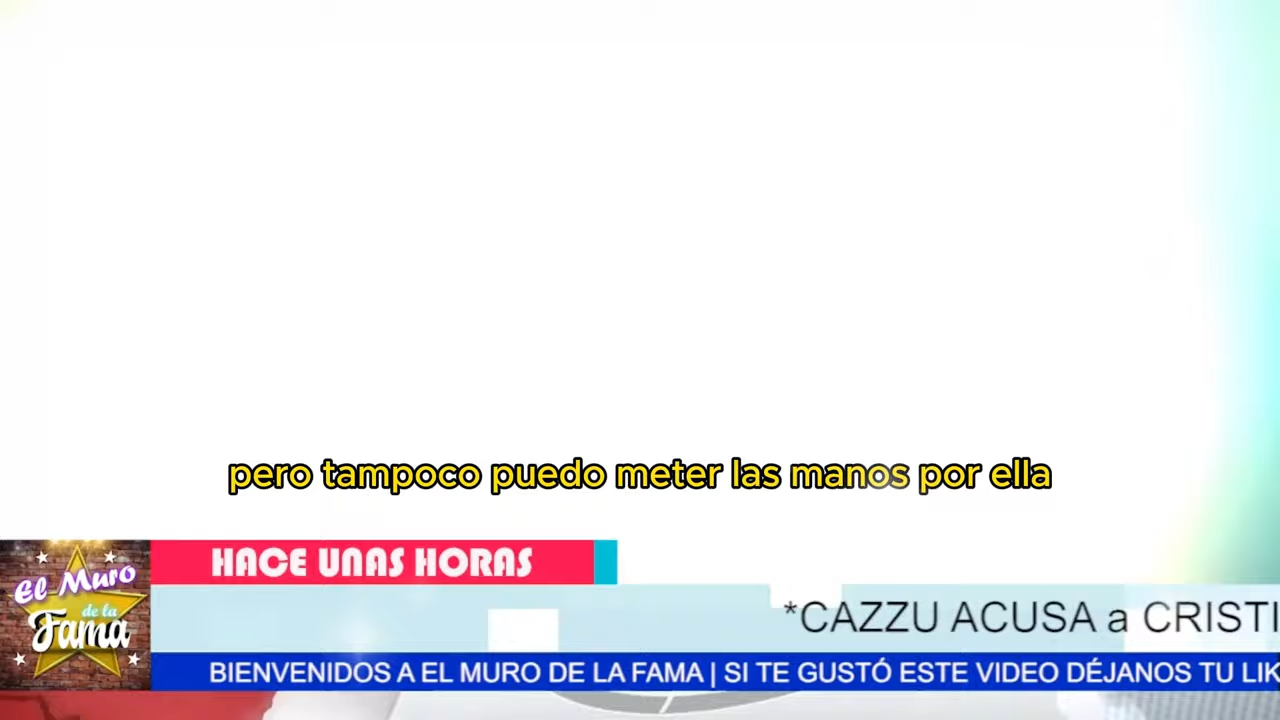 pero tampoco puedo meter las manos por ella
El Muro
de la
Fama
HACE UNAS HORAS
*CAZZU ACUSA a CRISTI
BIENVENIDOS A EL MURO DE LA FAMA | SI TE GUSTÓ ESTE VIDEO DÉJANOS TU LIK